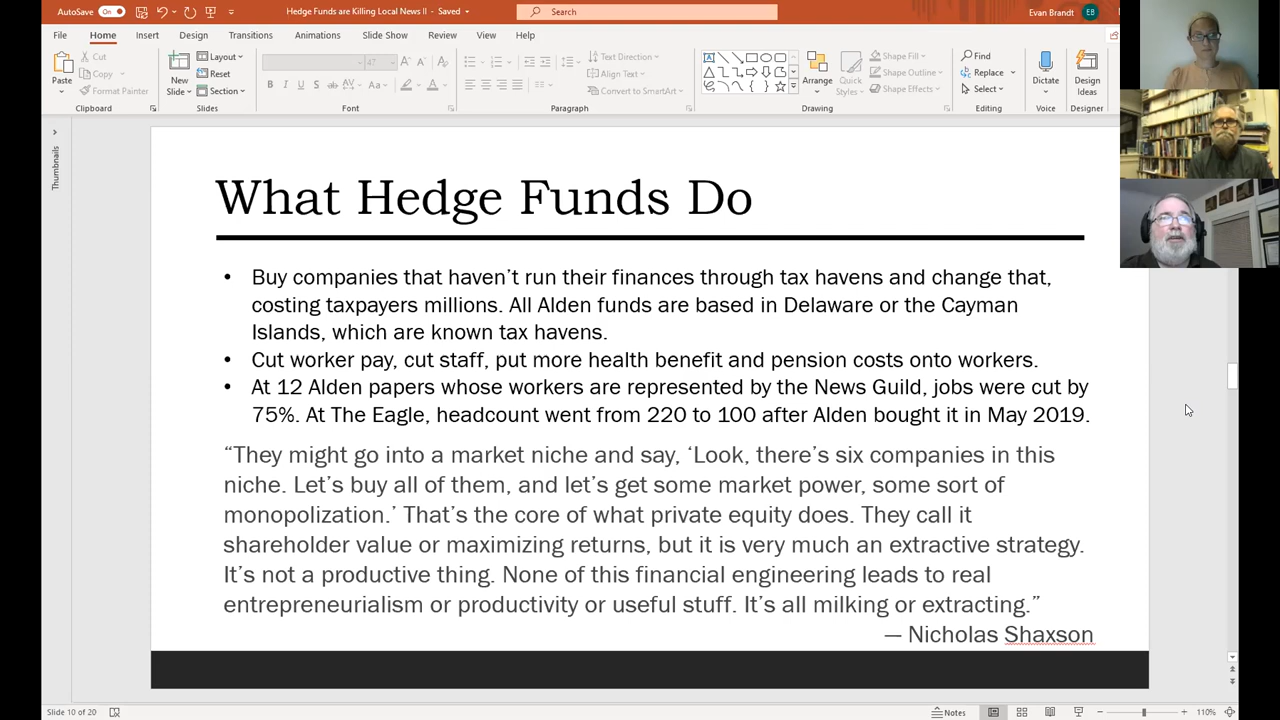 AutoSave On
Hedge Funds are Killing Local News II - Saved
Search
Evan Brandt EB
File Home Insert Design Transitions Animations Slide Show Review View Help
Paste
Cut
Copy
Format Painter
Clipboard
New Slide
Layout
Reset
Section
Slides
47
Font
Text Direction
Align Text
Convert to SmartArt
Paragraph
Arrange
Quick Styles
Shape Fill
Shape Outline
Shape Effects
Drawing
Find
Replace
Select
Editing
Dictate
Voice
Design Ideas
Designer
Thumbnails
What Hedge Funds Do
• Buy companies that haven’t run their finances through tax havens and change that,
costing taxpayers millions. All Alden funds are based in Delaware or the Cayman
Islands, which are known tax havens.
• Cut worker pay, cut staff, put more health benefit and pension costs onto workers.
• At 12 Alden papers whose workers are represented by the News Guild, jobs were cut by
75%. At The Eagle, headcount went from 220 to 100 after Alden bought it in May 2019.
“They might go into a market niche and say, ‘Look, there’s six companies in this
niche. Let’s buy all of them, and let’s get some market power, some sort of
monopolization.’ That’s the core of what private equity does. They call it
shareholder value or maximizing returns, but it is very much an extractive strategy.
It’s not a productive thing. None of this financial engineering leads to real
entrepreneurialism or productivity or useful stuff. It’s all milking or extracting.”
— Nicholas Shaxson
Slide 10 of 20
Notes
110%